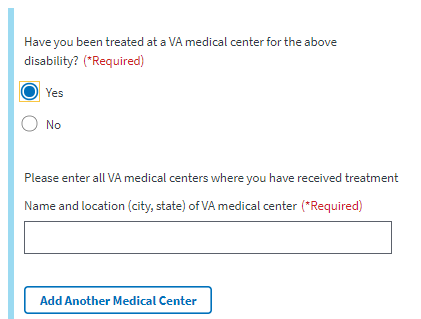 Have you been treated at a VA medical center for the above
disability? (*Required)
Yes
No
Please enter all VA medical centers where you have received treatment
Name and location (city, state) of VA medical center (*Required)
Add Another Medical Center